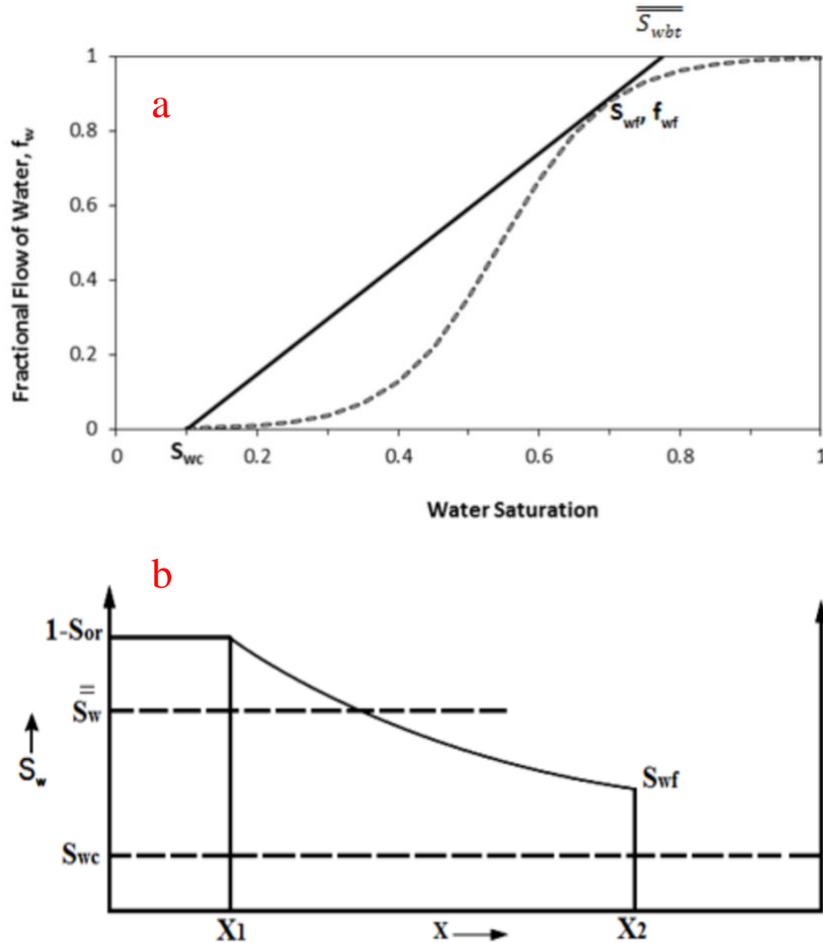 S̿wbt
a
1
0.8
0.6
0.4
0.2
0
Fractional Flow of Water, fw
Swf, fwf
0 Swc 0.2 0.4 0.6 0.8 1
Water Saturation
b
1-Sor
S̿w
Sw
Swf
Swc
X1 X X2